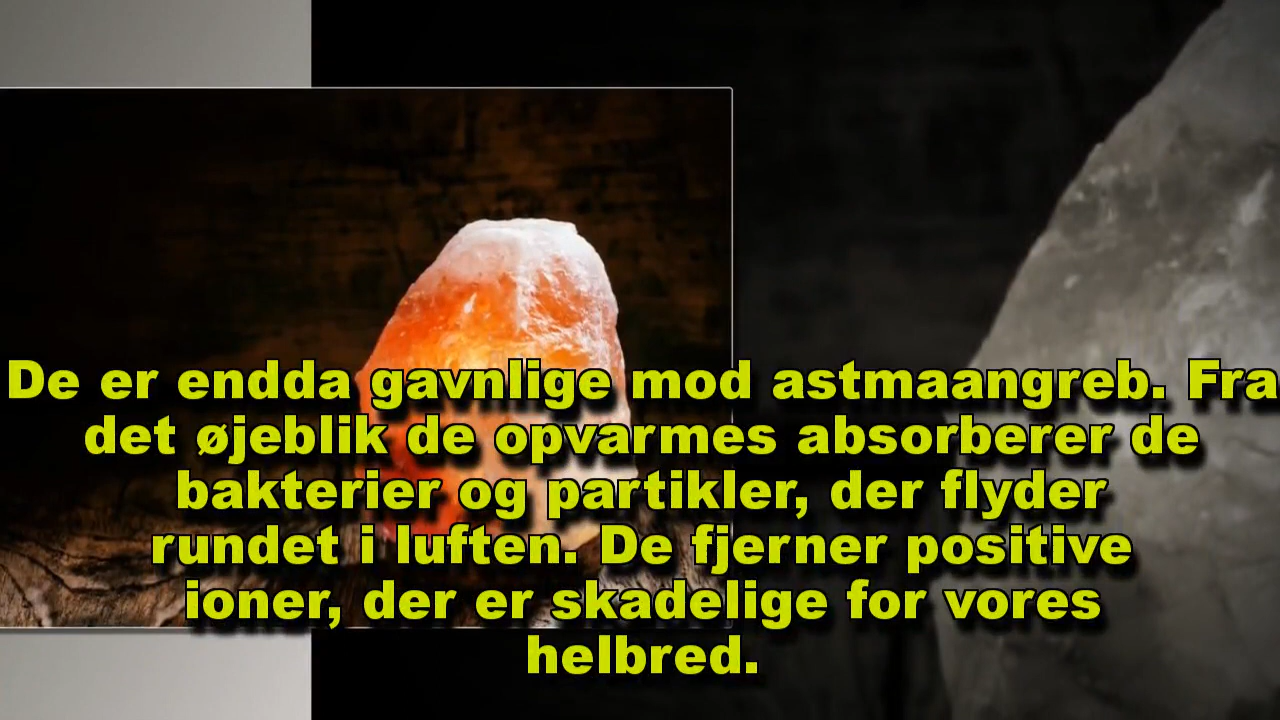 De er endda gavnlige mod astmaangreb. Fra
det øjeblik de opvarmes absorberer de
bakterier og partikler, der flyder
rundet i luften. De fjerner positive
ioner, der er skadelige for vores
helbred.